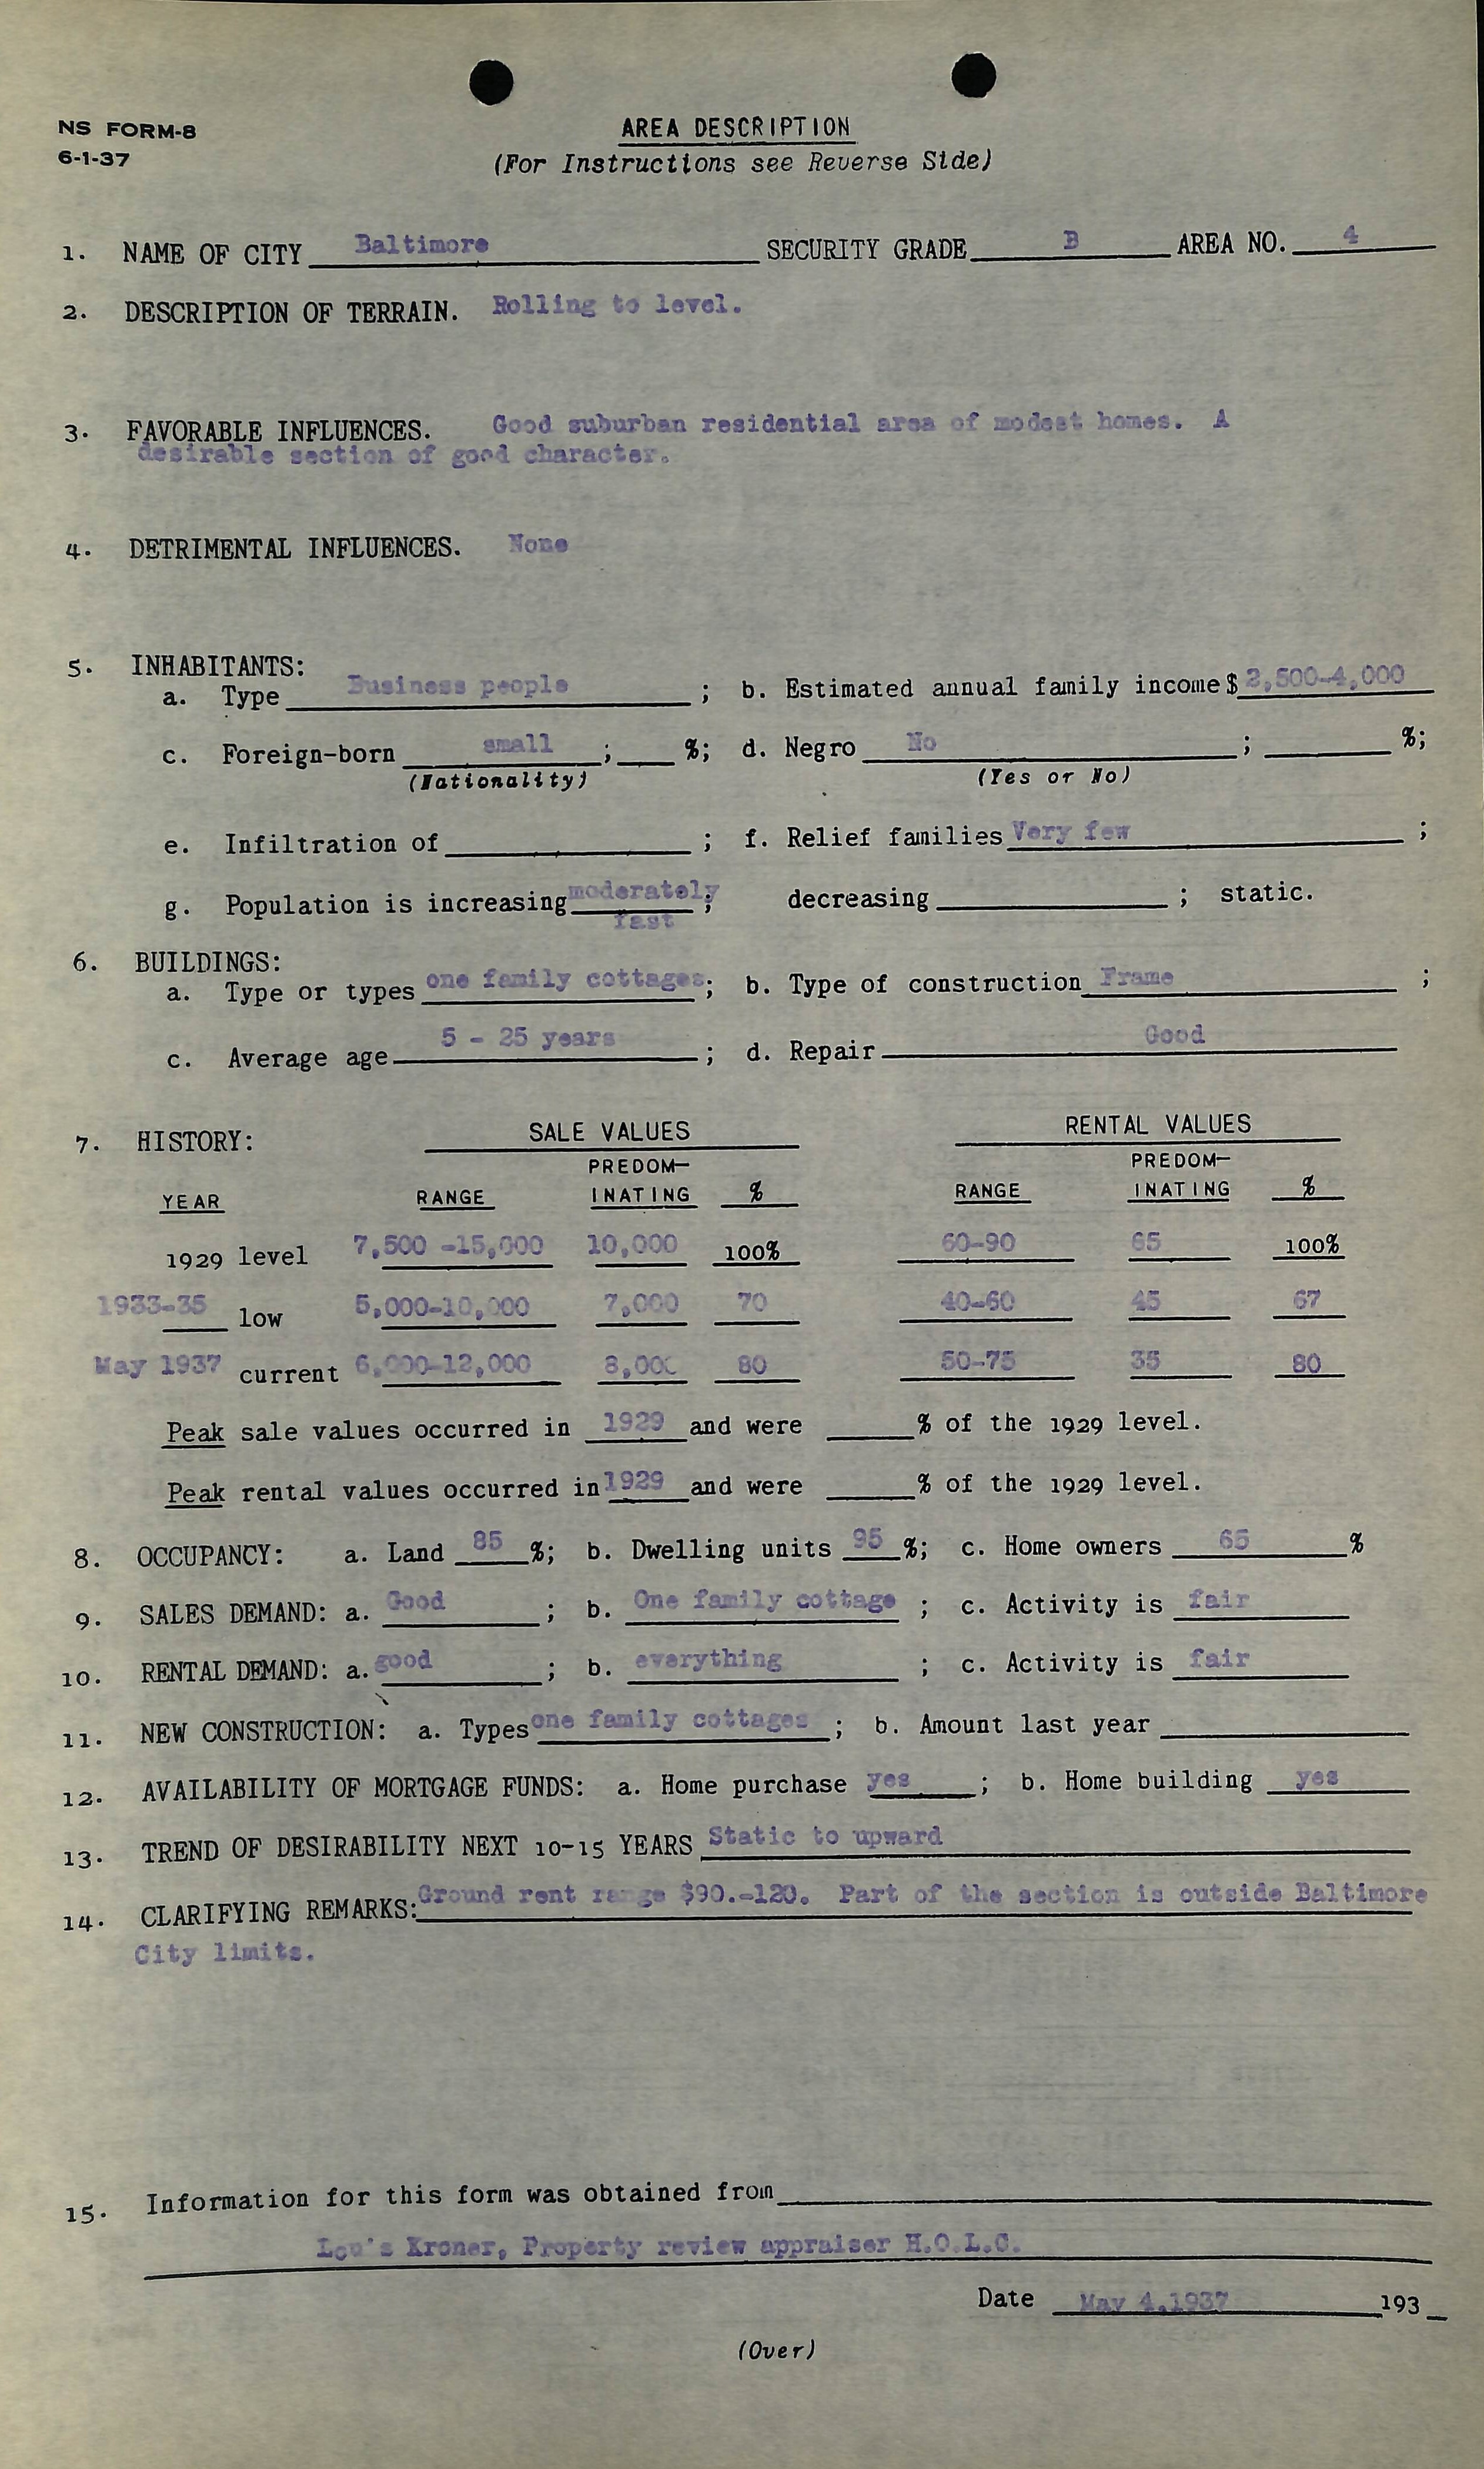 NS FORM-8
6-1-37
AREA DESCRIPTION
(For Instructions see Reverse Side)
1. NAME OF CITY Baltimore SECURITY GRADE B AREA NO. 4
2. DESCRIPTION OF TERRAIN. Rolling to level.
3. FAVORABLE INFLUENCES. Good suburban residential area of modest homes. A
desirable section of good character.
4. DETRIMENTAL INFLUENCES. None
5. INHABITANTS:
a. Type Business people ; b. Estimated annual family income $ 2,500-4,000
c. Foreign-born small ; %; d. Negro No ; %;
(Nationality) (Yes or No)
e. Infiltration of ; f. Relief families Very few ;
g. Population is increasing moderately ; decreasing ; static.
fast
6. BUILDINGS:
a. Type or types one family cottages ; b. Type of construction Frame ;
c. Average age 5 - 25 years ; d. Repair Good
7. HISTORY: SALE VALUES RENTAL VALUES
PREDOM- PREDOM-
YEAR RANGE INATING % RANGE INATING %
1929 level 7,500 -15,000 10,000 100% 60-90 65 100%
1933-35 low 5,000-10,000 7,000 70 40-60 45 67
May 1937 current 6,000-12,000 8,000 80 50-75 35 80
Peak sale values occurred in 1929 and were % of the 1929 level.
Peak rental values occurred in 1929 and were % of the 1929 level.
8. OCCUPANCY: a. Land 85 %; b. Dwelling units 95 %; c. Home owners 65 %
9. SALES DEMAND: a. Good ; b. One family cottage ; c. Activity is fair
10. RENTAL DEMAND: a. good ; b. everything ; c. Activity is fair
11. NEW CONSTRUCTION: a. Types one family cottages ; b. Amount last year
12. AVAILABILITY OF MORTGAGE FUNDS: a. Home purchase yes ; b. Home building yes
13. TREND OF DESIRABILITY NEXT 10-15 YEARS Static to upward
14. CLARIFYING REMARKS: Ground rent range $90.-120. Part of the section is outside Baltimore
City limits.
15. Information for this form was obtained from
Kroner, Property review appraiser H.O.L.C.
Date May 4,1937 193
(Over)